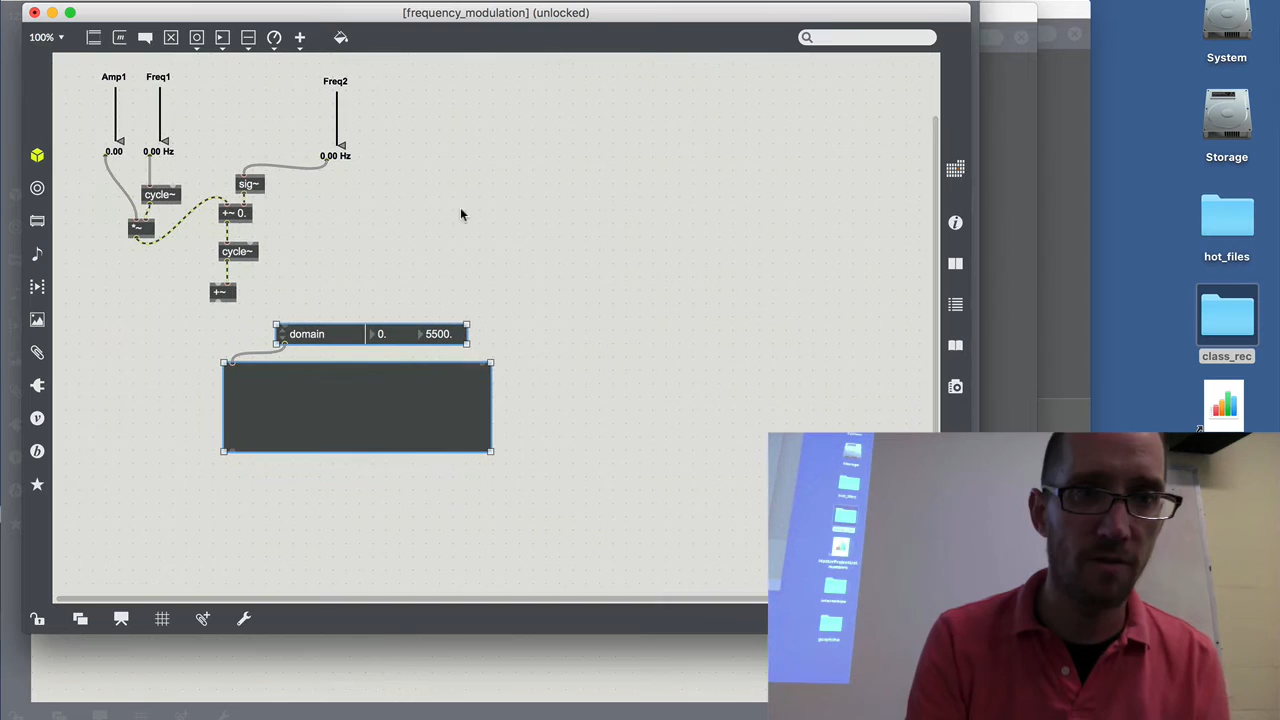 [frequency_modulation] (unlocked)
100%
System
Amp1
Freq1
Freq2
0.00
0.00 Hz
0.00 Hz
Storage
sig~
cycle~
+~ 0.
*~
cycle~
hot_files
+~
domain
0.
5500.
class_rec